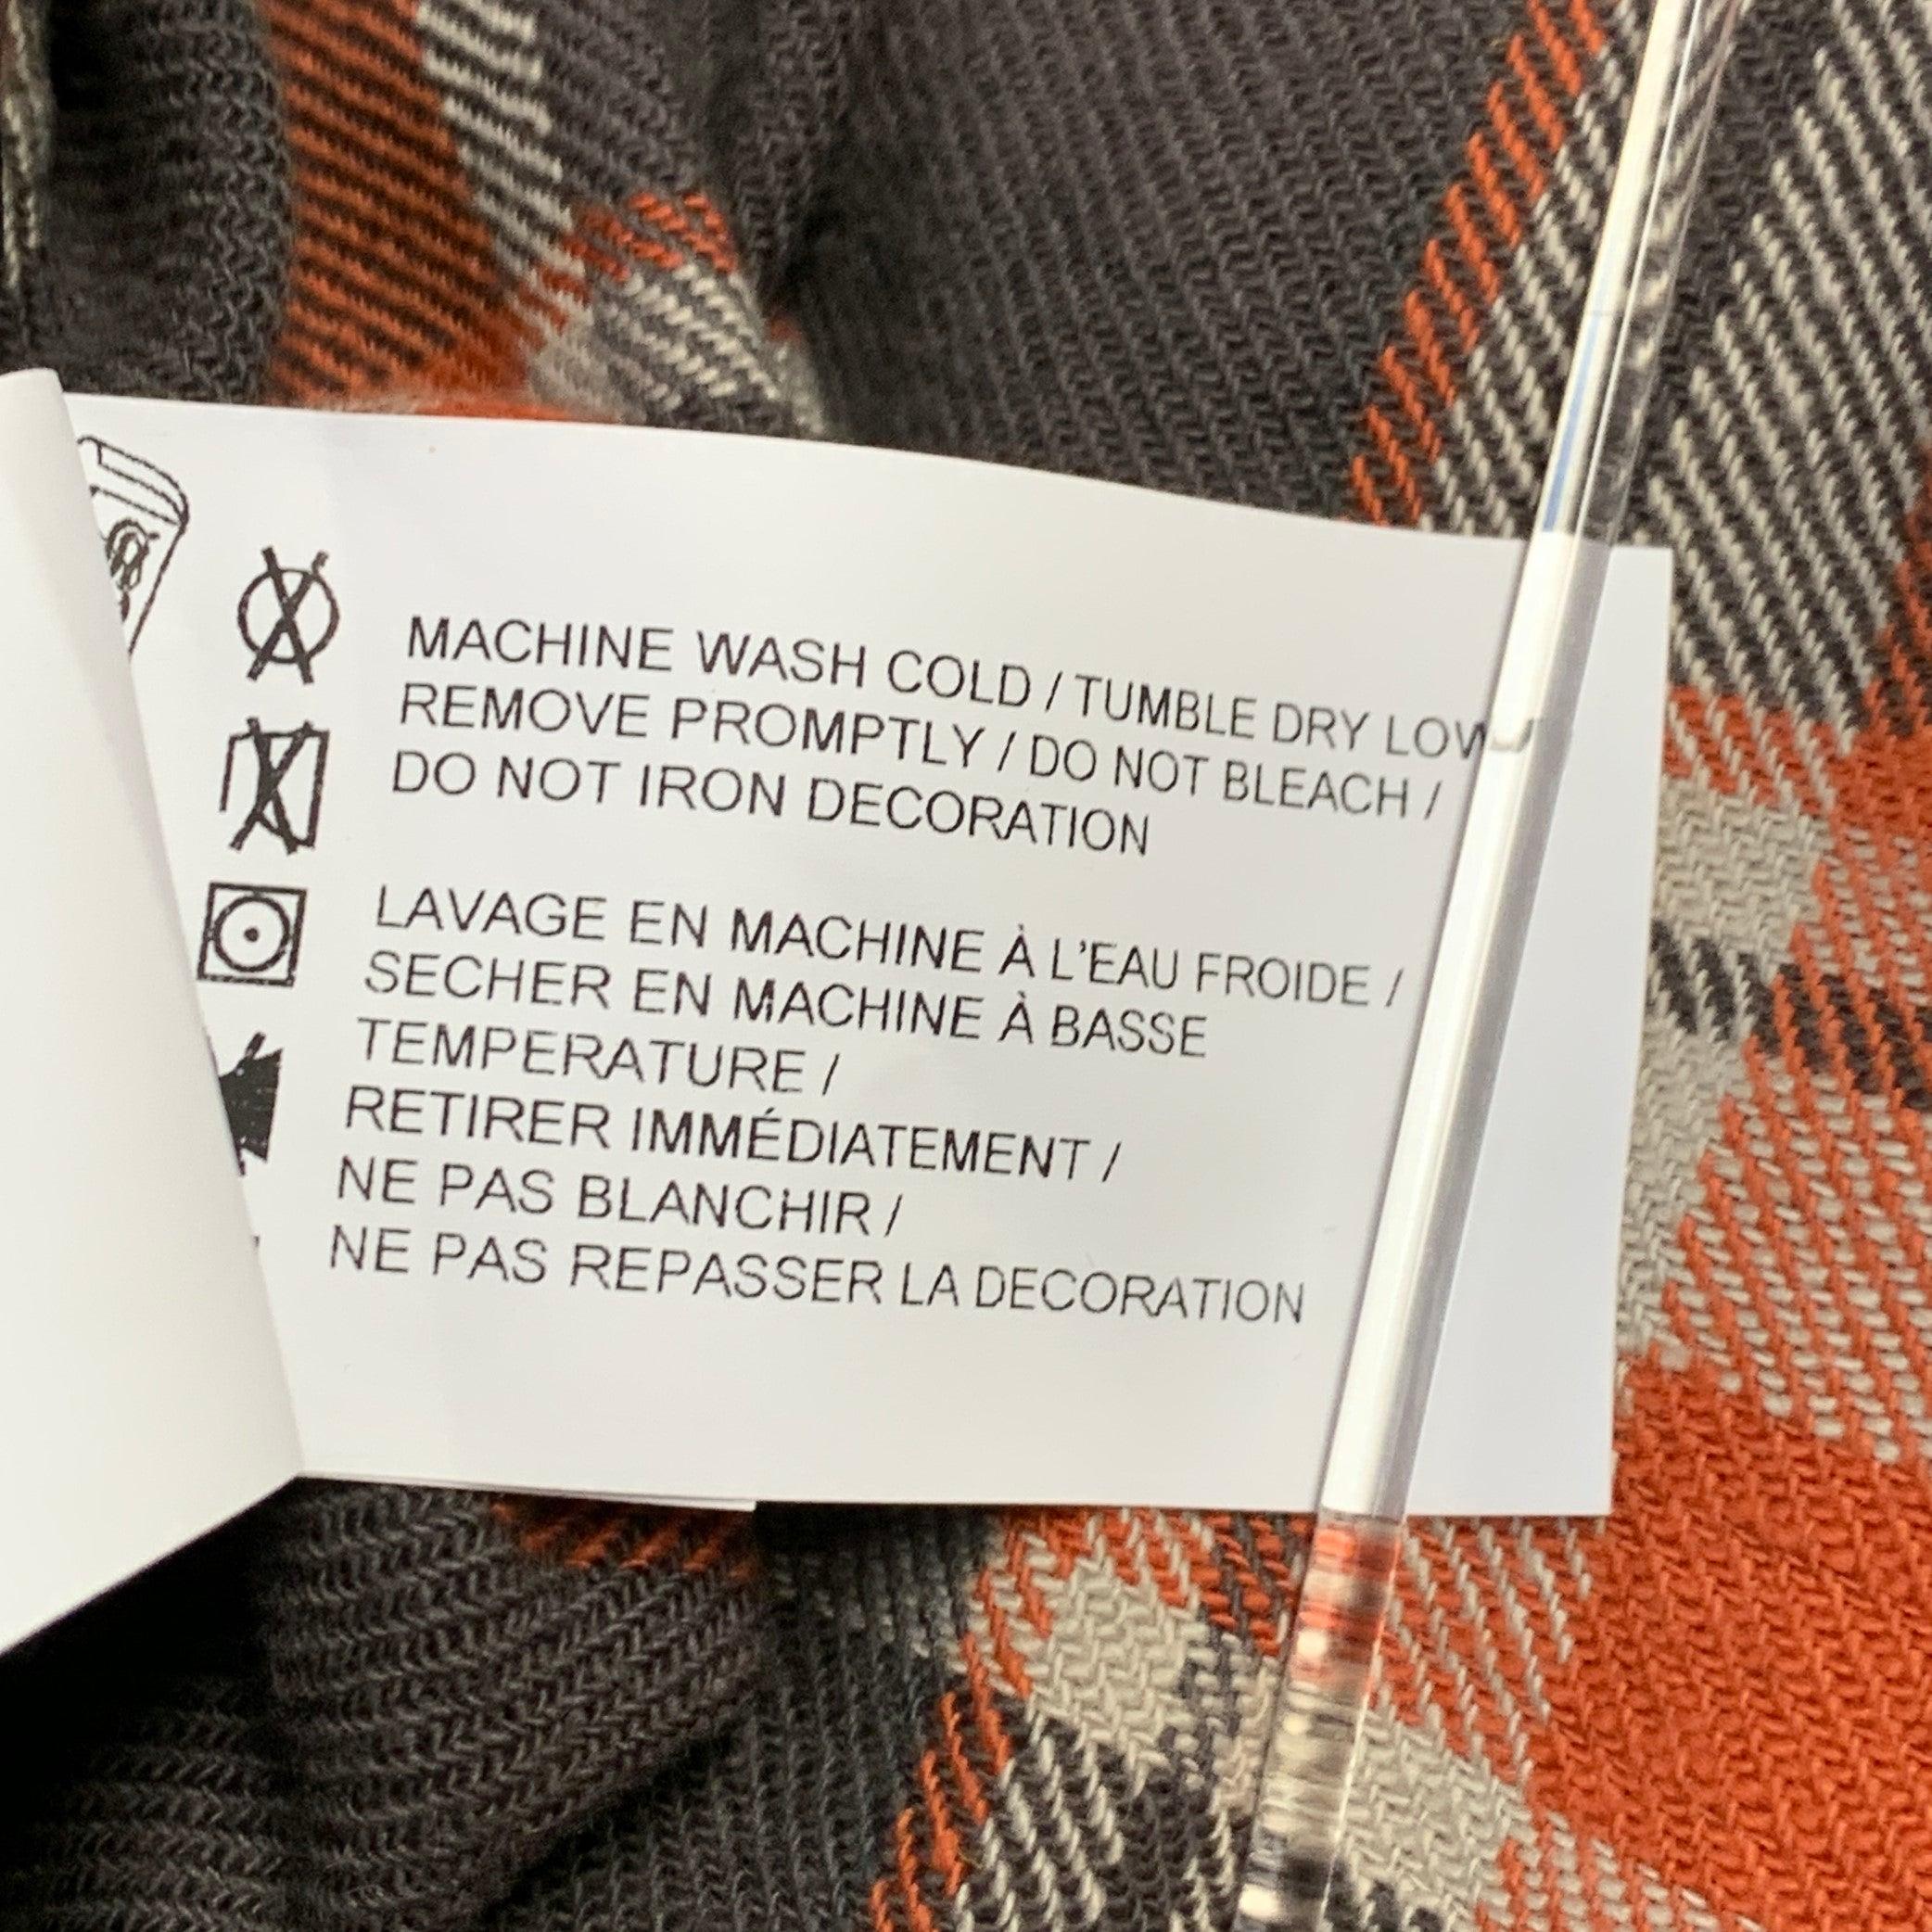 MACHINE WASH COLD / TUMBLE DRY LOW
REMOVE PROMPTLY / DO NOT BLEACH /
DO NOT IRON DECORATION
LAVAGE EN MACHINE À L'EAU FROIDE /
SECHER EN MACHINE À BASSE
TEMPERATURE /
RETIRER IMMÉDIATEMENT /
NE PAS BLANCHIR /
NE PAS REPASSER LA DECORATION